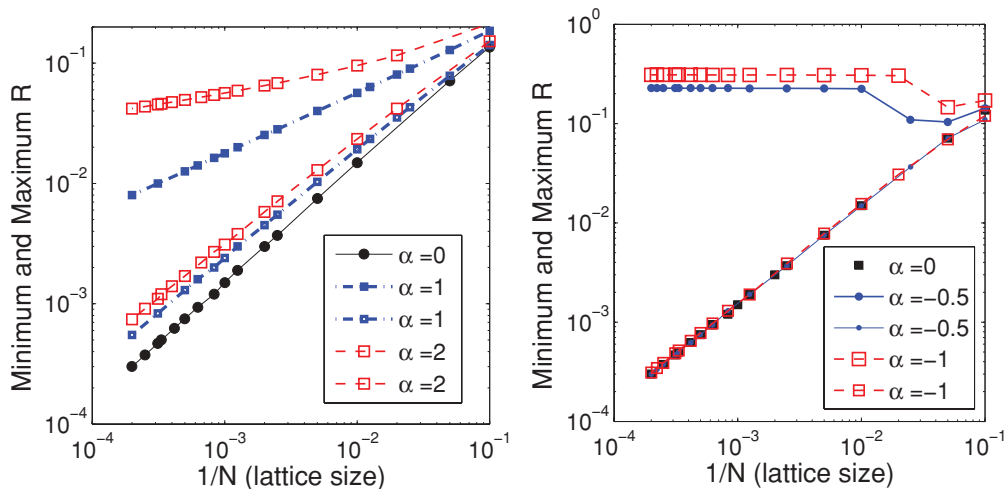 Minimum and Maximum R
10⁻¹
10⁻²
10⁻³
10⁻⁴
α =0
α =1
α =1
α =2
α =2
10⁻⁴
10⁻³
10⁻²
10⁻¹
1/N (lattice size)
Minimum and Maximum R
10⁰
10⁻¹
10⁻²
10⁻³
10⁻⁴
α =0
α =−0.5
α =−0.5
α =−1
α =−1
10⁻⁴
10⁻³
10⁻²
10⁻¹
1/N (lattice size)